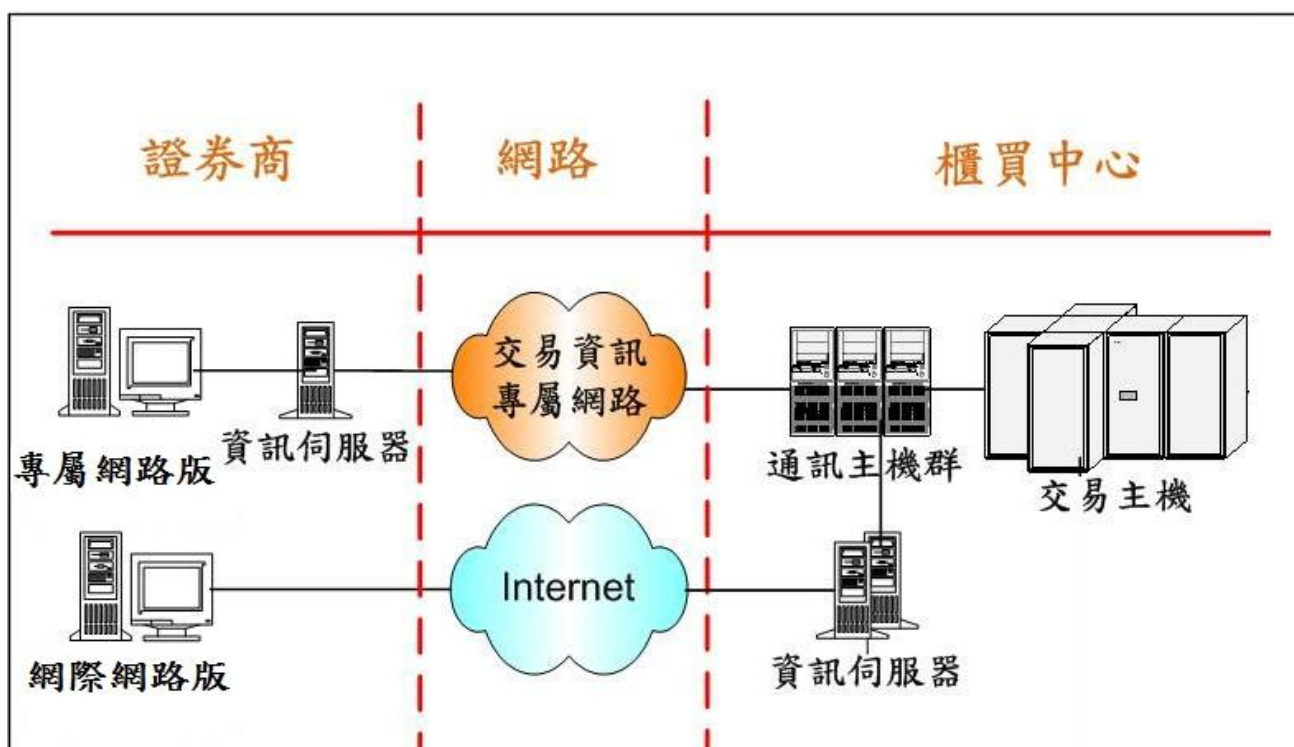 證券商
網路
櫃買中心
交易資訊
專屬網路
專屬網路版
資訊伺服器
通訊主機群
交易主機
Internet
網際網路版
資訊伺服器